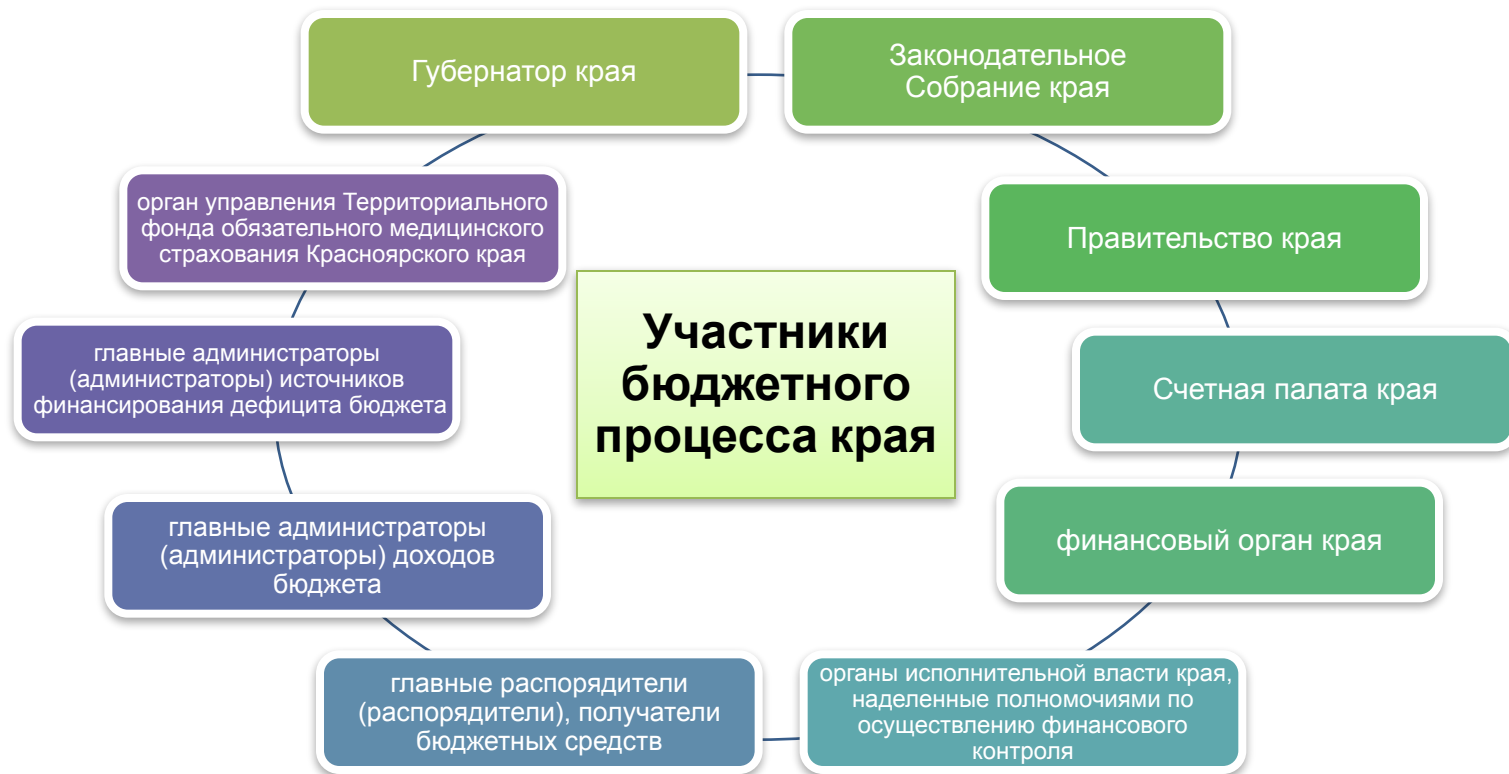 Губернатор края
Законодательное
Собрание края
орган управления Территориального
фонда обязательного медицинского
страхования Красноярского края
Правительство края
Участники
бюджетного
процесса края
главные администраторы
(администраторы) источников
финансирования дефицита бюджета
Счетная палата края
главные администраторы
(администраторы) доходов
бюджета
финансовый орган края
главные распорядители
(распорядители), получатели
бюджетных средств
органы исполнительной власти края,
наделенные полномочиями по
осуществлению финансового
контроля